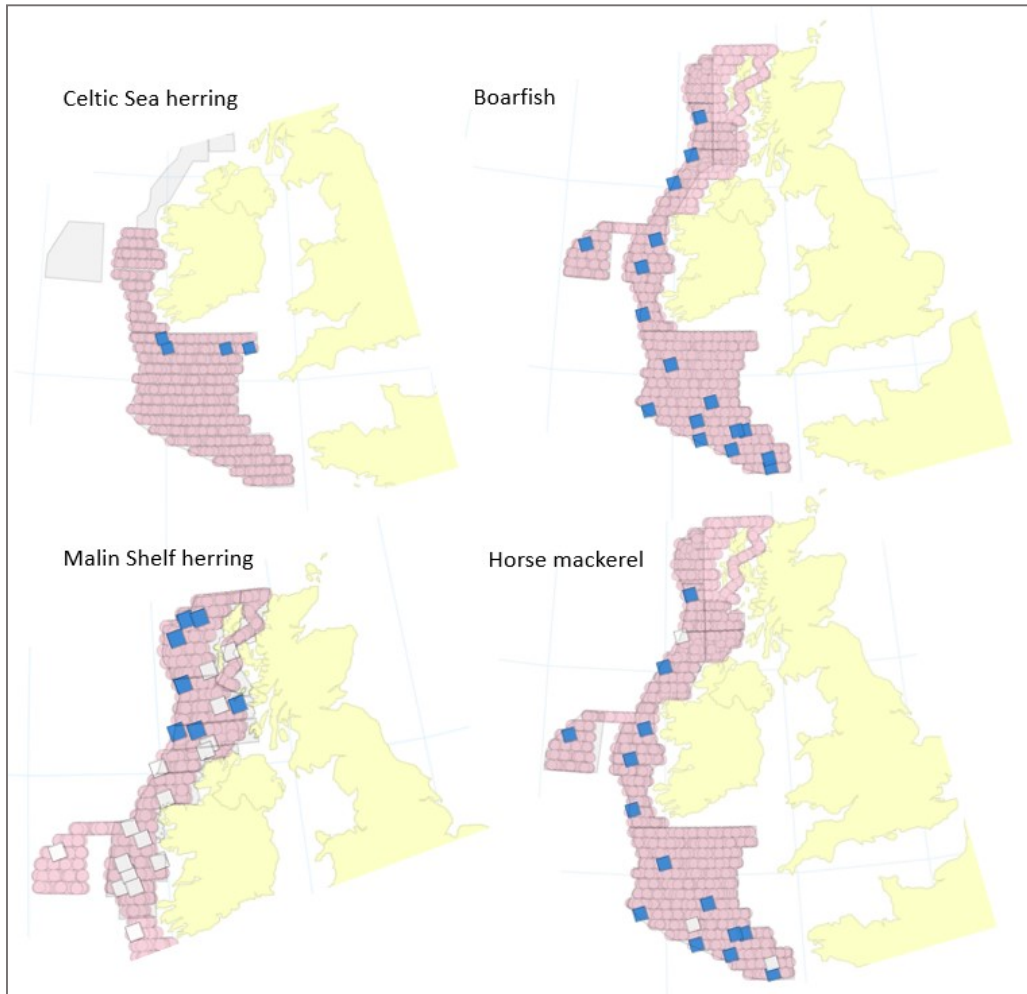 Celtic Sea herring
Boarfish
Malin Shelf herring
Horse mackerel